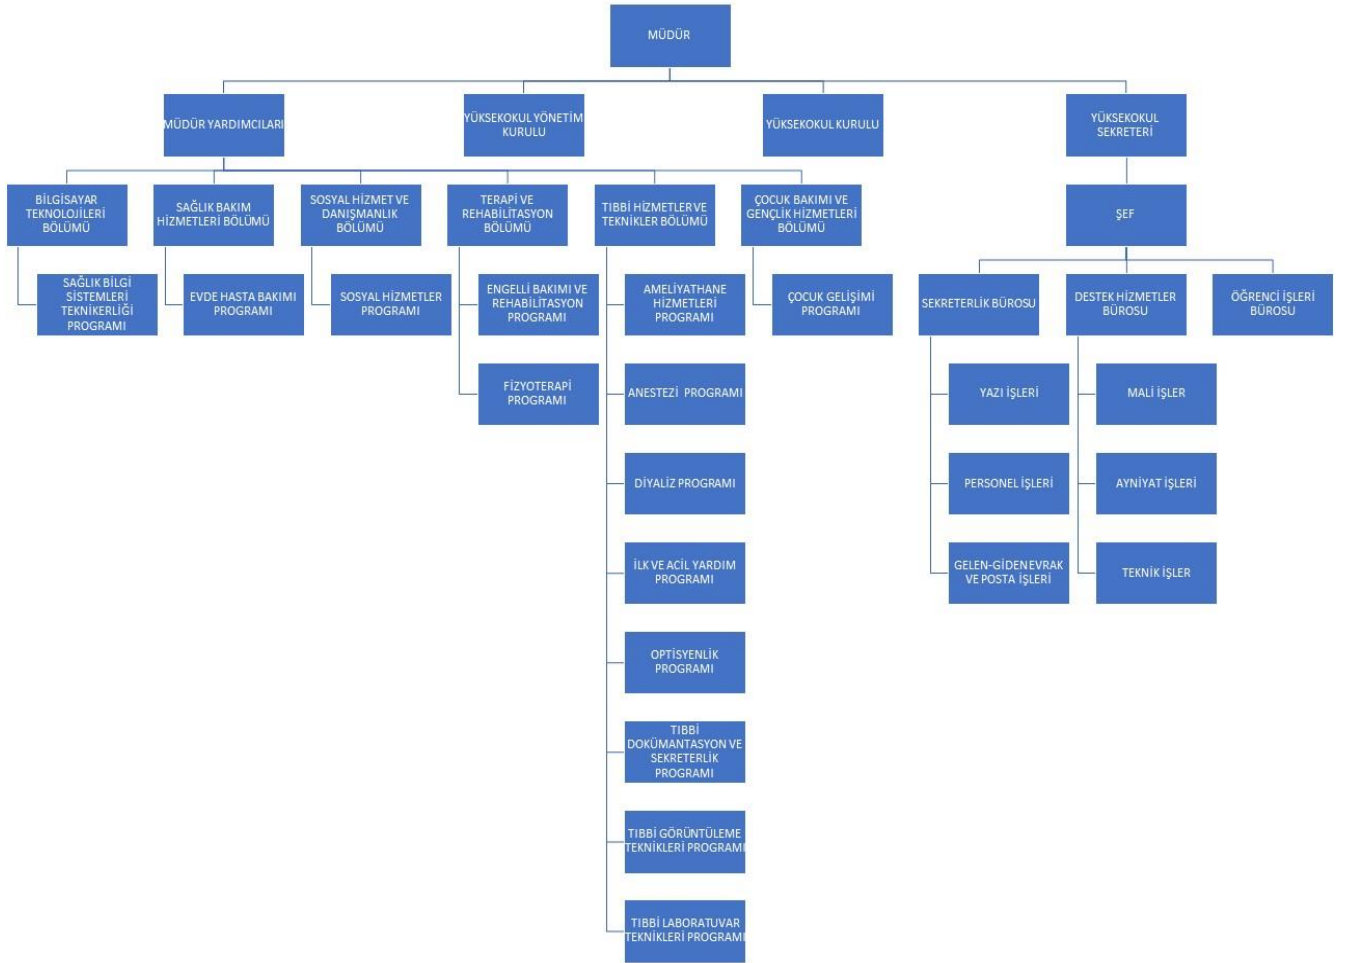 MÜDÜR
MÜDÜR YARDIMCILARI
YÜKSEKOKUL YÖNETİM
KURULU
YÜKSEKOKUL KURULU
YÜKSEKOKUL
SEKRETERİ
BİLGİSAYAR
TEKNOLOJİLERİ
BÖLÜMÜ
SAĞLIK BAKIM
HİZMETLERİ BÖLÜMÜ
SOSYAL HİZMET VE
DANIŞMANLIK
BÖLÜMÜ
TERAPİ VE
REHABİLİTASYON
BÖLÜMÜ
TIBBİ HİZMETLER VE
TEKNİKLER BÖLÜMÜ
ÇOCUK BAKIMI VE
GENÇLİK HİZMETLERİ
BÖLÜMÜ
ŞEF
SAĞLIK BİLGİ
SİSTEMLERİ
TEKNİKERLİĞİ
PROGRAMI
EVDE HASTA BAKIMI
PROGRAMI
SOSYAL HİZMETLER
PROGRAMI
ENGELLİ BAKIMI VE
REHABİLİTASYON
PROGRAMI
AMELİYATHANE
HİZMETLERİ
PROGRAMI
ÇOCUK GELİŞİMİ
PROGRAMI
SEKRETERLİK BÜROSU
DESTEK HİZMETLER
BÜROSU
ÖĞRENCİ İŞLERİ
BÜROSU
FİZYOTERAPİ
PROGRAMI
ANESTEZİ PROGRAMI
YAZI İŞLERİ
MALİ İŞLER
DİYALİZ PROGRAMI
PERSONEL İŞLERİ
AYNİYAT İŞLERİ
İLK VE ACİL YARDIM
PROGRAMI
GELEN-GİDEN EVRAK
VE POSTA İŞLERİ
TEKNİK İŞLER
OPTİSYENLİK
PROGRAMI
TIBBİ
DOKÜMANTASYON VE
SEKRETERLİK
PROGRAMI
TIBBİ GÖRÜNTÜLEME
TEKNİKLERİ PROGRAMI
TIBBİ LABORATUVAR
TEKNİKLERİ PROGRAMI